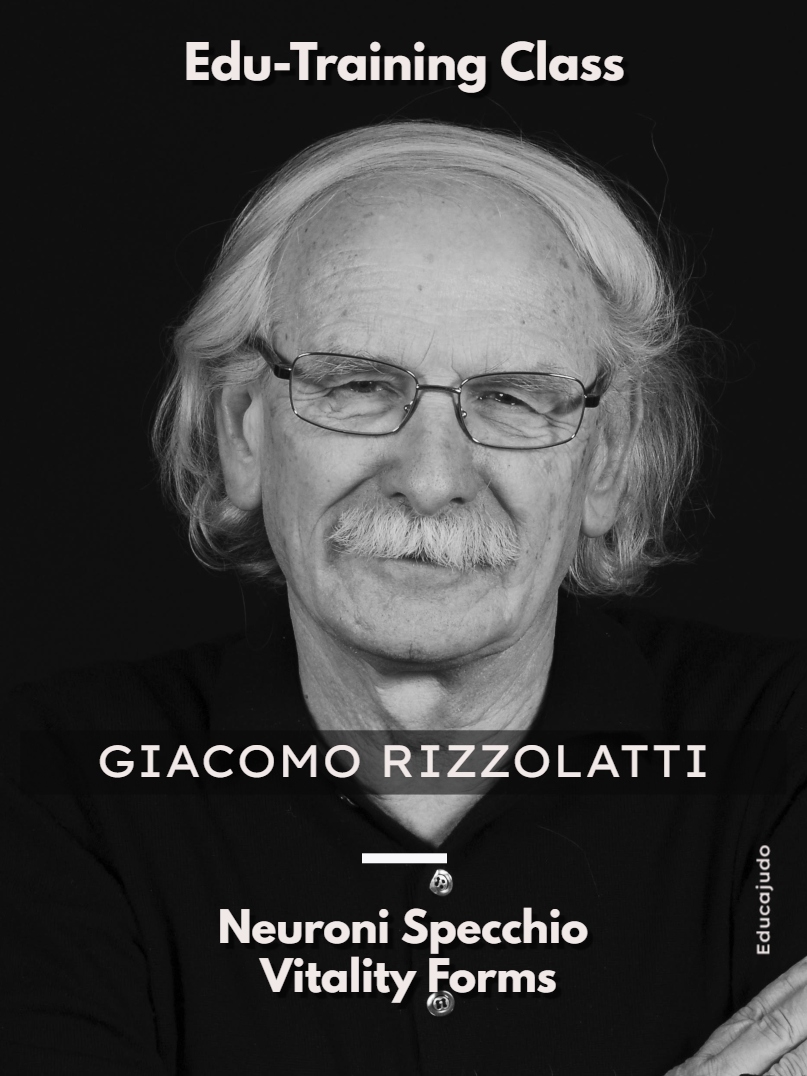 Edu-Training Class
GIACOMO RIZZOLATTI
Educajudo
Neuroni Specchio
Vitality Forms